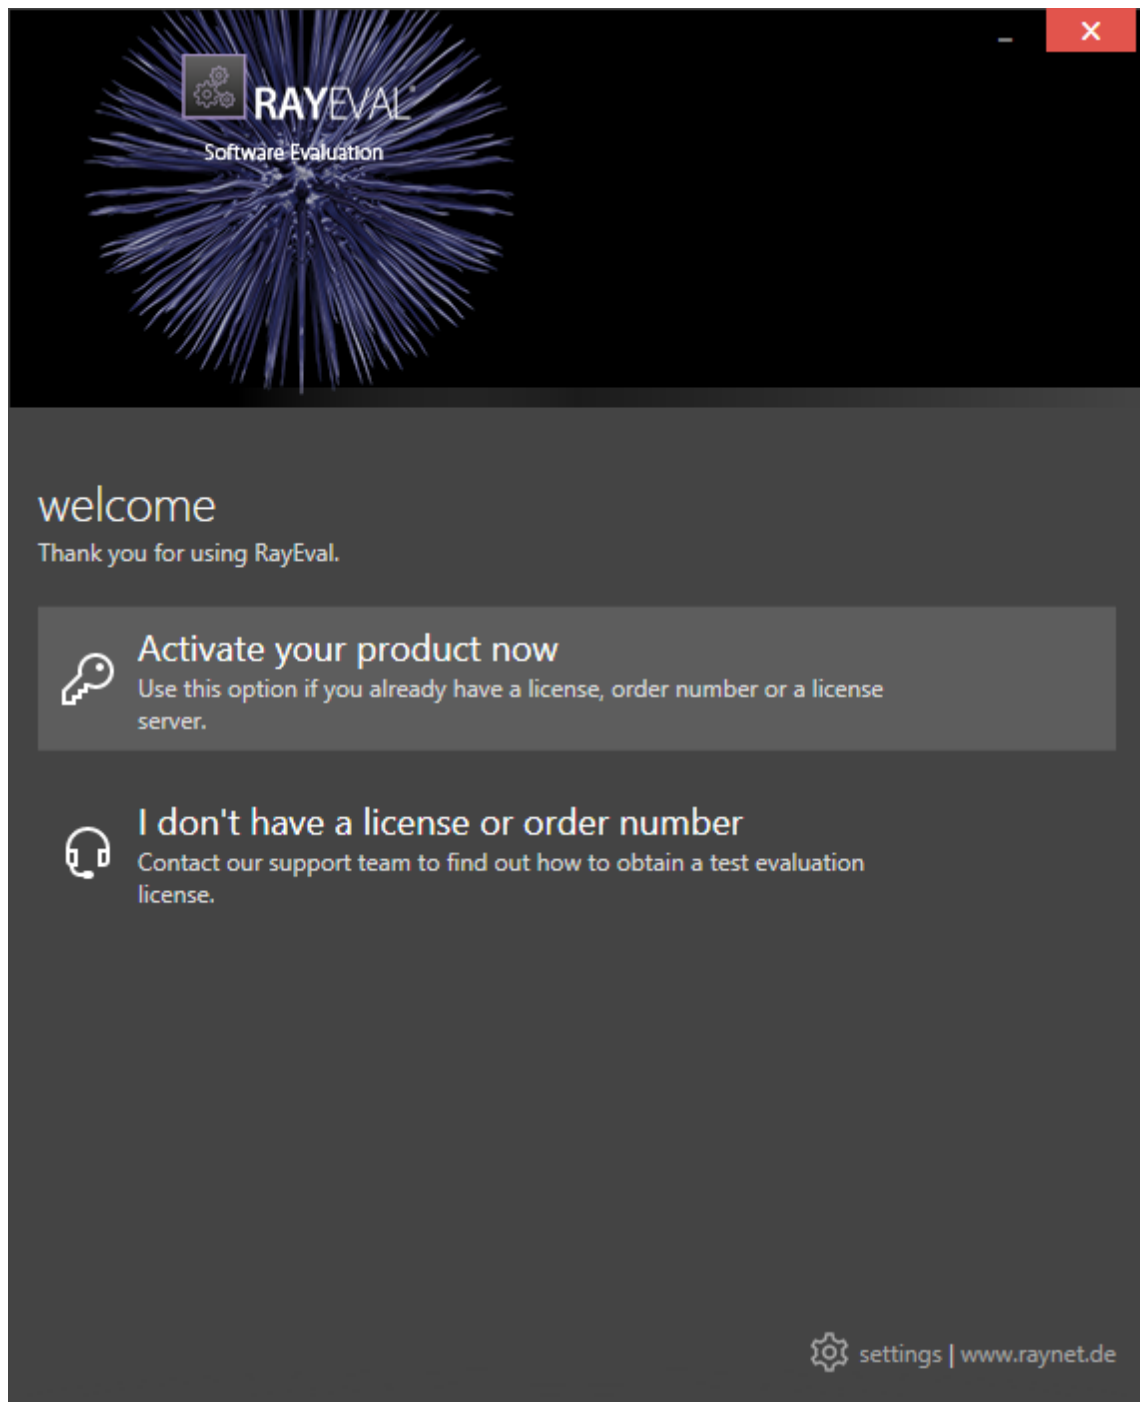 RAYEVAL®
Software Evaluation
welcome
Thank you for using RayEval.
Activate your product now
Use this option if you already have a license, order number or a license
server.
I don't have a license or order number
Contact our support team to find out how to obtain a test evaluation
license.
settings | www.raynet.de